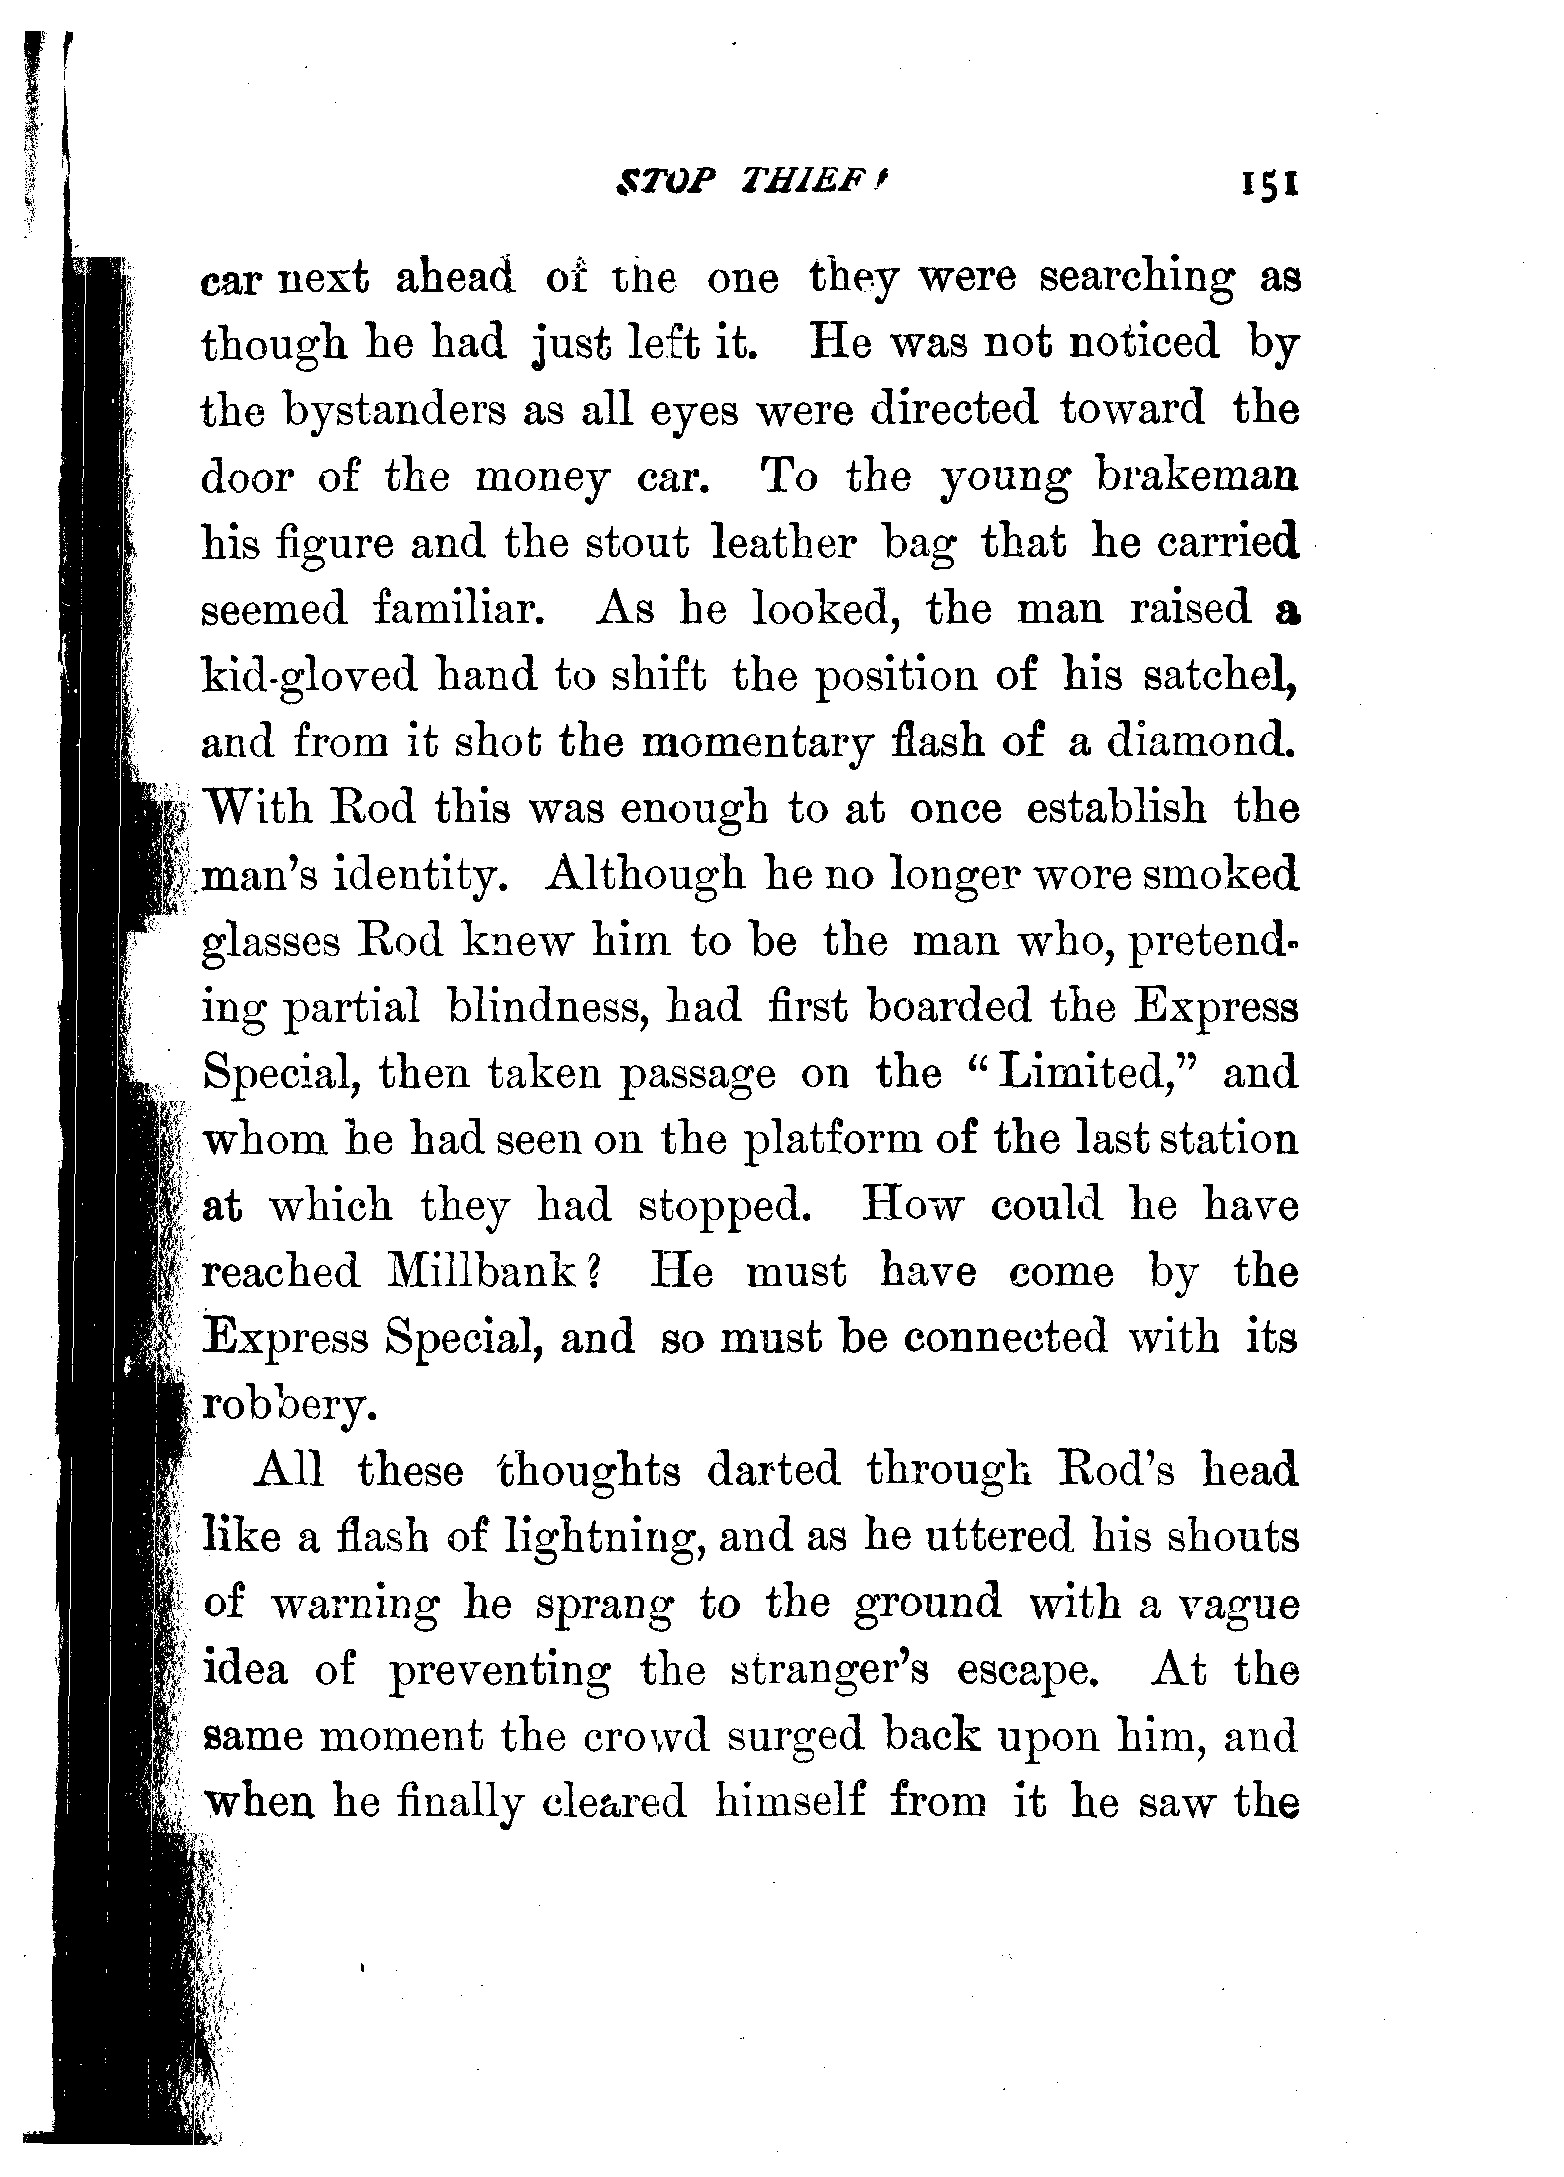 STOP THIEF! 151
car next ahead of the one they were searching as
though he had just left it. He was not noticed by
the bystanders as all eyes were directed toward the
door of the money car. To the young brakeman
his figure and the stout leather bag that he carried
seemed familiar. As he looked, the man raised a
kid-gloved hand to shift the position of his satchel,
and from it shot the momentary flash of a diamond.
With Rod this was enough to at once establish the
man's identity. Although he no longer wore smoked
glasses Rod knew him to be the man who, pretend-
ing partial blindness, had first boarded the Express
Special, then taken passage on the "Limited," and
whom he had seen on the platform of the last station
at which they had stopped. How could he have
reached Millbank? He must have come by the
Express Special, and so must be connected with its
robbery.
All these thoughts darted through Rod's head
like a flash of lightning, and as he uttered his shouts
of warning he sprang to the ground with a vague
idea of preventing the stranger's escape. At the
same moment the crowd surged back upon him, and
when he finally cleared himself from it he saw the